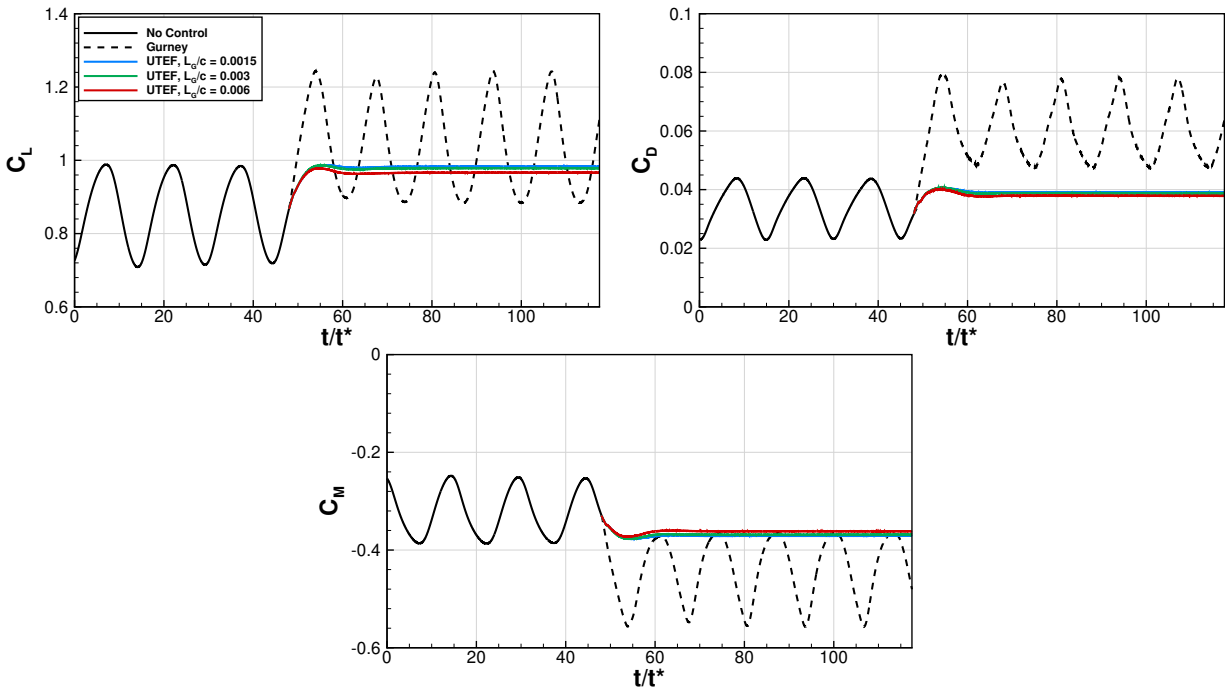 1.4
1.2
1
0.8
0.6
C_L
No Control
Gurney
UTEF, L_G/c = 0.0015
UTEF, L_G/c = 0.003
UTEF, L_G/c = 0.006
0 20 40 60 80 100
t/t*
0.1
0.08
0.06
0.04
0.02
0
C_D
0 20 40 60 80 100
t/t*
0
-0.2
-0.4
-0.6
C_M
0 20 40 60 80 100
t/t*